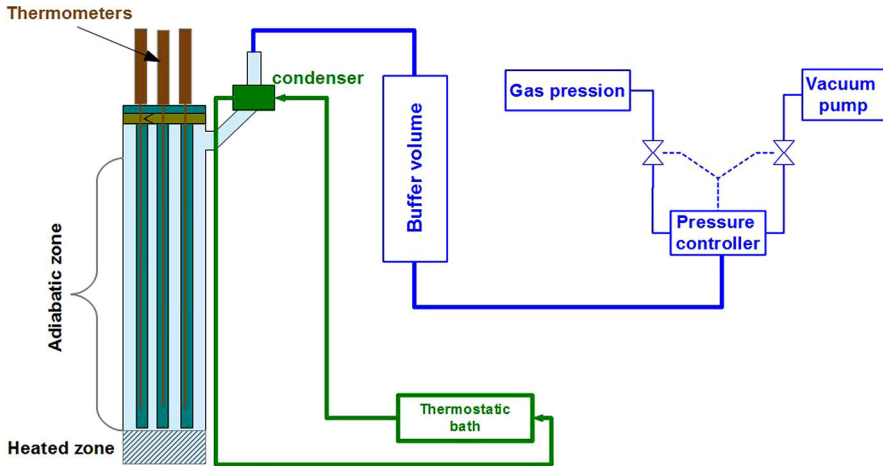 Thermometers
condenser
Gas pression
Vacuum
pump
Buffer volume
Pressure
controller
Adiabatic zone
Thermostatic
bath
Heated zone